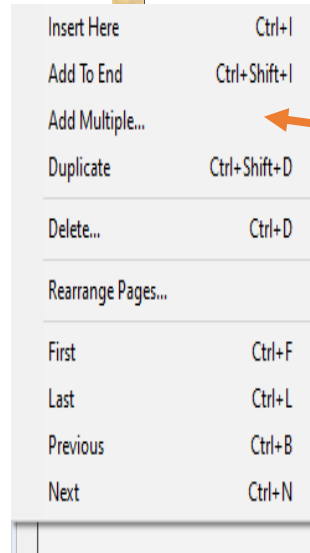 Insert Here Ctrl+I
Add To End Ctrl+Shift+I
Add Multiple...
Duplicate Ctrl+Shift+D
Delete... Ctrl+D
Rearrange Pages...
First Ctrl+F
Last Ctrl+L
Previous Ctrl+B
Next Ctrl+N